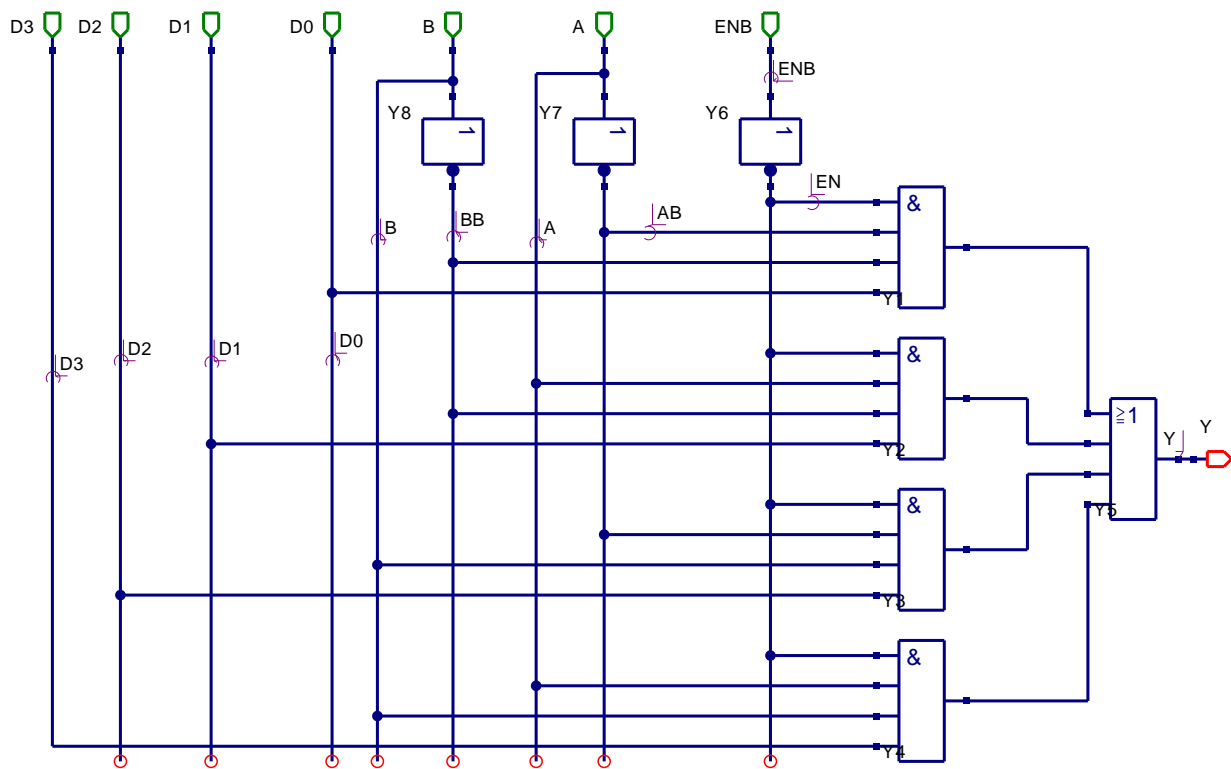 D3 D2 D1 D0 B A ENB
ENB
Y8 1 Y7 1 Y6 1
EN
&
B BB A AB
Y1
D3 D2 D1 D0
&
Y2
≧1 Y Y
Y5
&
Y3
&
Y4